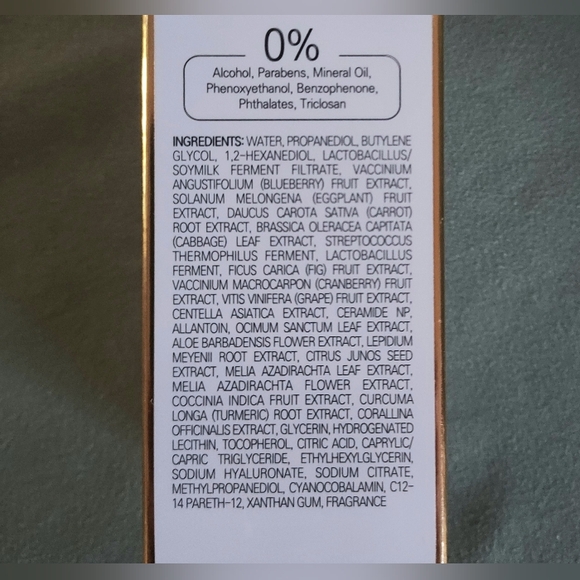 0%
Alcohol, Parabens, Mineral Oil,
Phenoxyethanol, Benzophenone,
Phthalates, Triclosan
INGREDIENTS: WATER, PROPANEDIOL, BUTYLENE
GLYCOL, 1,2-HEXANEDIOL, LACTOBACILLUS/
SOYMILK FERMENT FILTRATE, VACCINIUM
ANGUSTIFOLIUM (BLUEBERRY) FRUIT EXTRACT,
SOLANUM MELONGENA (EGGPLANT) FRUIT
EXTRACT, DAUCUS CAROTA SATIVA (CARROT)
ROOT EXTRACT, BRASSICA OLERACEA CAPITATA
(CABBAGE) LEAF EXTRACT, STREPTOCOCCUS
THERMOPHILUS FERMENT, LACTOBACILLUS
FERMENT, FICUS CARICA (FIG) FRUIT EXTRACT,
VACCINIUM MACROCARPON (CRANBERRY) FRUIT
EXTRACT, VITIS VINIFERA (GRAPE) FRUIT EXTRACT,
CENTELLA ASIATICA EXTRACT, CERAMIDE NP,
ALLANTOIN, OCIMUM SANCTUM LEAF EXTRACT,
ALOE BARBADENSIS FLOWER EXTRACT, LEPIDIUM
MEYENII ROOT EXTRACT, CITRUS JUNOS SEED
EXTRACT, MELIA AZADIRACHTA LEAF EXTRACT,
MELIA AZADIRACHTA FLOWER EXTRACT,
COCCINIA INDICA FRUIT EXTRACT, CURCUMA
LONGA (TURMERIC) ROOT EXTRACT, CORALLINA
OFFICINALIS EXTRACT, GLYCERIN, HYDROGENATED
LECITHIN, TOCOPHEROL, CITRIC ACID, CAPRYLIC/
CAPRIC TRIGLYCERIDE, ETHYLHEXYLGLYCERIN,
SODIUM HYALURONATE, SODIUM CITRATE,
METHYLPROPANEDIOL, CYANOCOBALAMIN, C12-
14 PARETH-12, XANTHAN GUM, FRAGRANCE